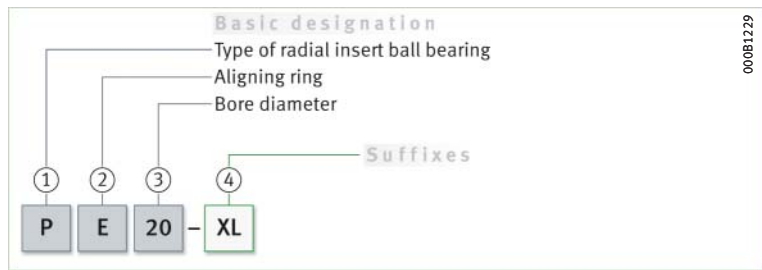 Basic designation
Type of radial insert ball bearing
Aligning ring
Bore diameter
Suffixes
1 2 3 4
P E 20 – XL
000B1229